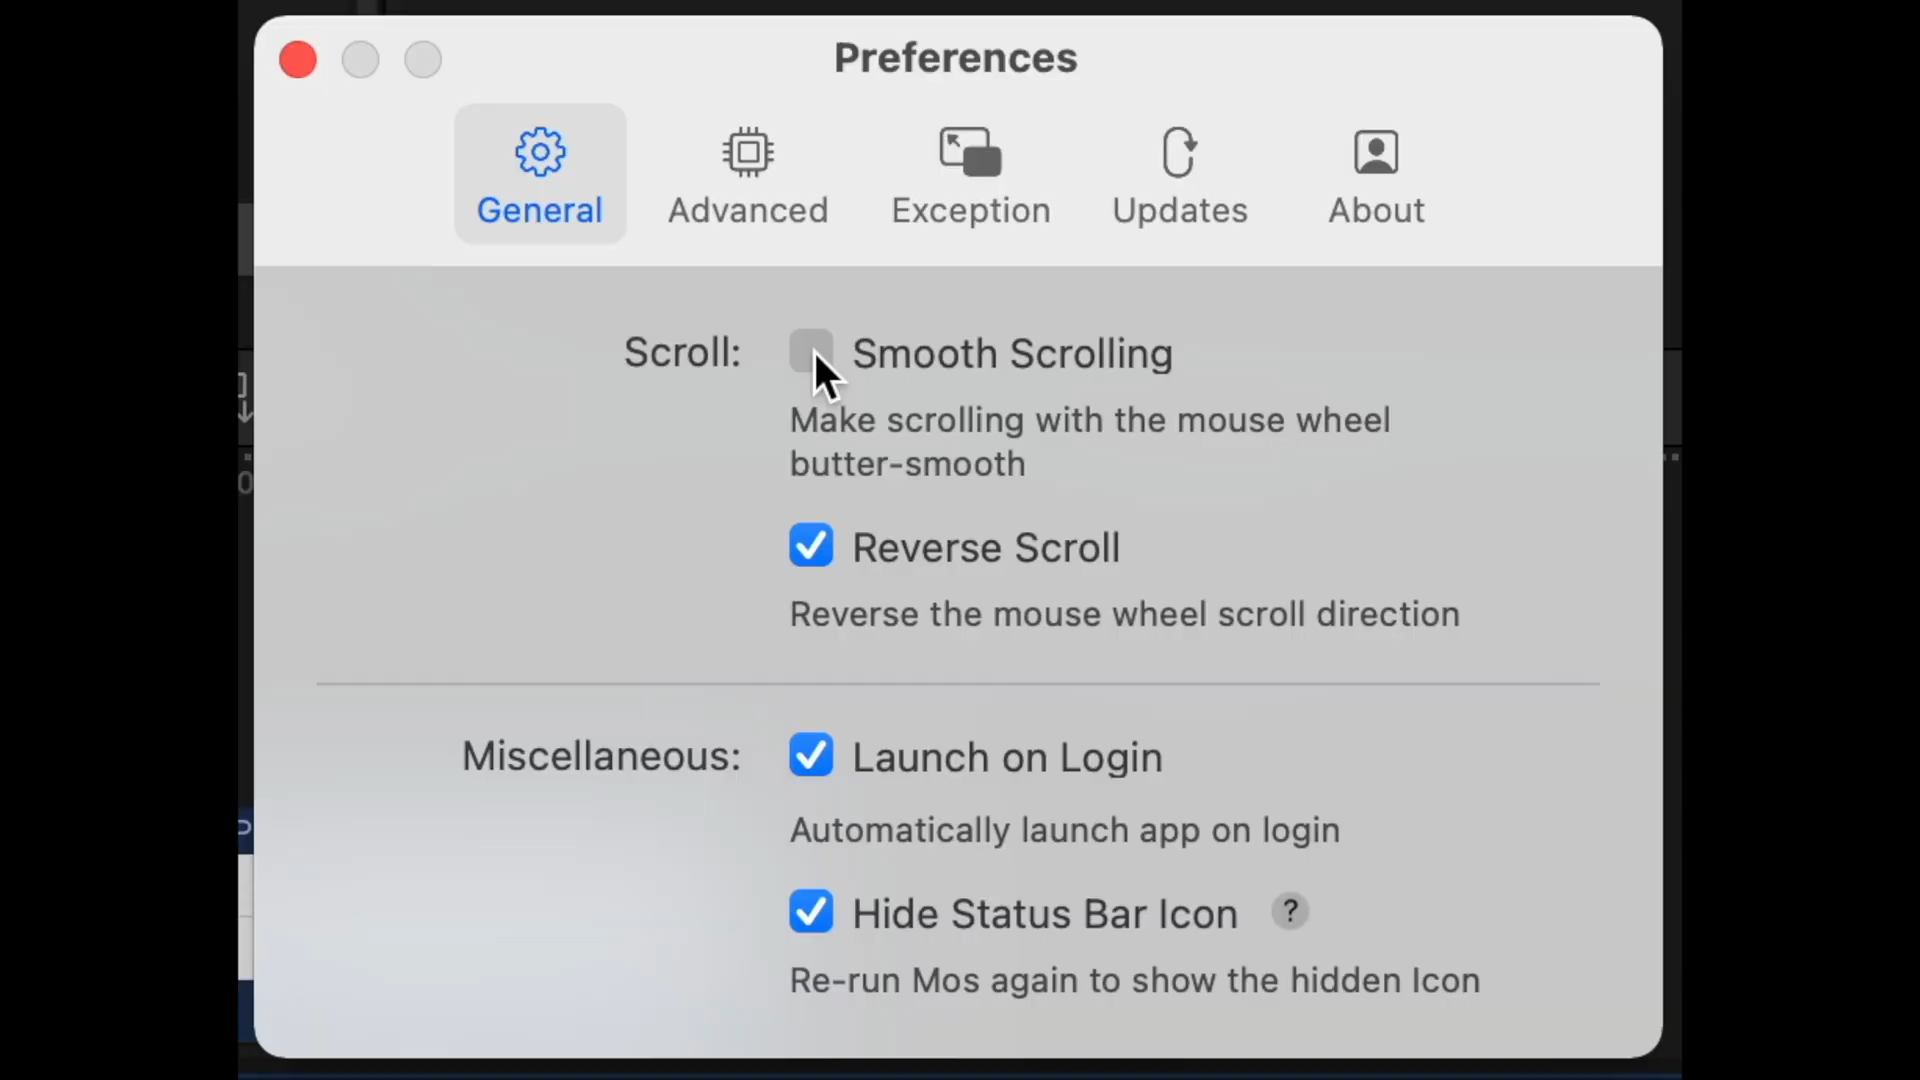 Preferences
General
Advanced
Exception
Updates
About
Scroll:
Smooth Scrolling
Make scrolling with the mouse wheel
butter-smooth
Reverse Scroll
Reverse the mouse wheel scroll direction
Miscellaneous:
Launch on Login
Automatically launch app on login
Hide Status Bar Icon ?
Re-run Mos again to show the hidden Icon